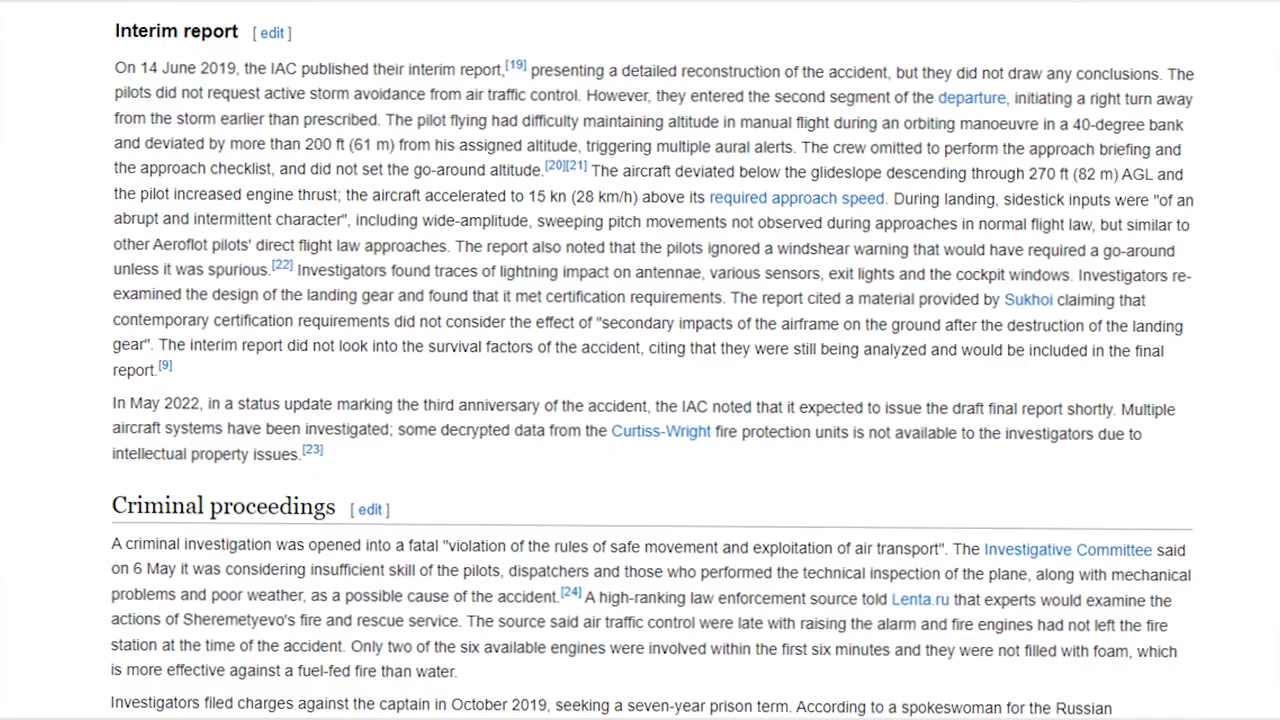 Interim report [ edit ]
On 14 June 2019, the IAC published their interim report,[19] presenting a detailed reconstruction of the accident, but they did not draw any conclusions. The
pilots did not request active storm avoidance from air traffic control. However, they entered the second segment of the departure, initiating a right turn away
from the storm earlier than prescribed. The pilot flying had difficulty maintaining altitude in manual flight during an orbiting manoeuvre in a 40-degree bank
and deviated by more than 200 ft (61 m) from his assigned altitude, triggering multiple aural alerts. The crew omitted to perform the approach briefing and
the approach checklist, and did not set the go-around altitude.[20][21] The aircraft deviated below the glideslope descending through 270 ft (82 m) AGL and
the pilot increased engine thrust; the aircraft accelerated to 15 kn (28 km/h) above its required approach speed. During landing, sidestick inputs were "of an
abrupt and intermittent character", including wide-amplitude, sweeping pitch movements not observed during approaches in normal flight law, but similar to
other Aeroflot pilots' direct flight law approaches. The report also noted that the pilots ignored a windshear warning that would have required a go-around
unless it was spurious.[22] Investigators found traces of lightning impact on antennae, various sensors, exit lights and the cockpit windows. Investigators re-
examined the design of the landing gear and found that it met certification requirements. The report cited a material provided by Sukhoi claiming that
contemporary certification requirements did not consider the effect of "secondary impacts of the airframe on the ground after the destruction of the landing
gear". The interim report did not look into the survival factors of the accident, citing that they were still being analyzed and would be included in the final
report.[9]
In May 2022, in a status update marking the third anniversary of the accident, the IAC noted that it expected to issue the draft final report shortly. Multiple
aircraft systems have been investigated; some decrypted data from the Curtiss-Wright fire protection units is not available to the investigators due to
intellectual property issues.[23]
Criminal proceedings [ edit ]
A criminal investigation was opened into a fatal "violation of the rules of safe movement and exploitation of air transport". The Investigative Committee said
on 6 May it was considering insufficient skill of the pilots, dispatchers and those who performed the technical inspection of the plane, along with mechanical
problems and poor weather, as a possible cause of the accident.[24] A high-ranking law enforcement source told Lenta.ru that experts would examine the
actions of Sheremetyevo's fire and rescue service. The source said air traffic control were late with raising the alarm and fire engines had not left the fire
station at the time of the accident. Only two of the six available engines were involved within the first six minutes and they were not filled with foam, which
is more effective against a fuel-fed fire than water.
Investigators filed charges against the captain in October 2019, seeking a seven-year prison term. According to a spokeswoman for the Russian